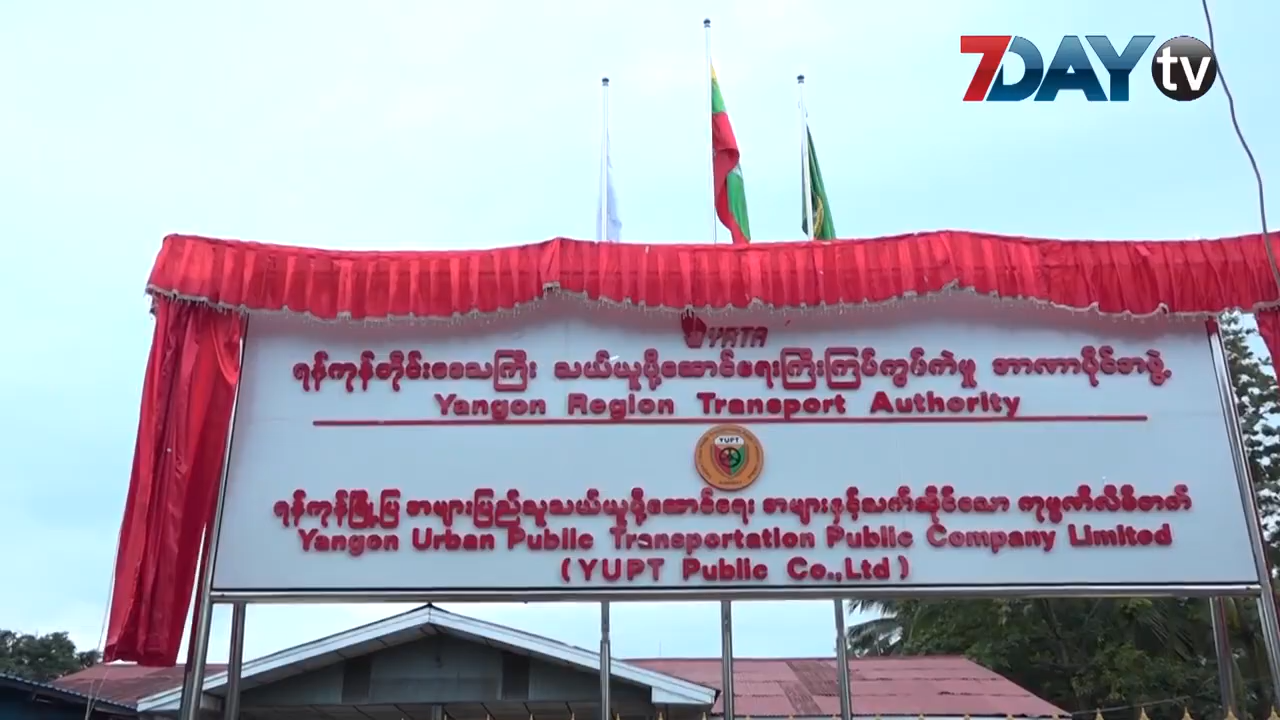 7DAY tv
YRTA
ရန်ကုန်တိုင်းဒေသကြီး သယ်ယူပို့ဆောင်ရေးကြီးကြပ်ကွပ်ကဲမှု အာဏာပိုင်အဖွဲ့
Yangon Region Transport Authority
YUPT
ရန်ကုန်မြို့ပြ အများပြည်သူသယ်ယူပို့ဆောင်ရေး အများနှင့်သက်ဆိုင်သော ကုမ္ပဏီလီမိတက်
Yangon Urban Public Transportation Public Company Limited
(YUPT Public Co.,Ltd)